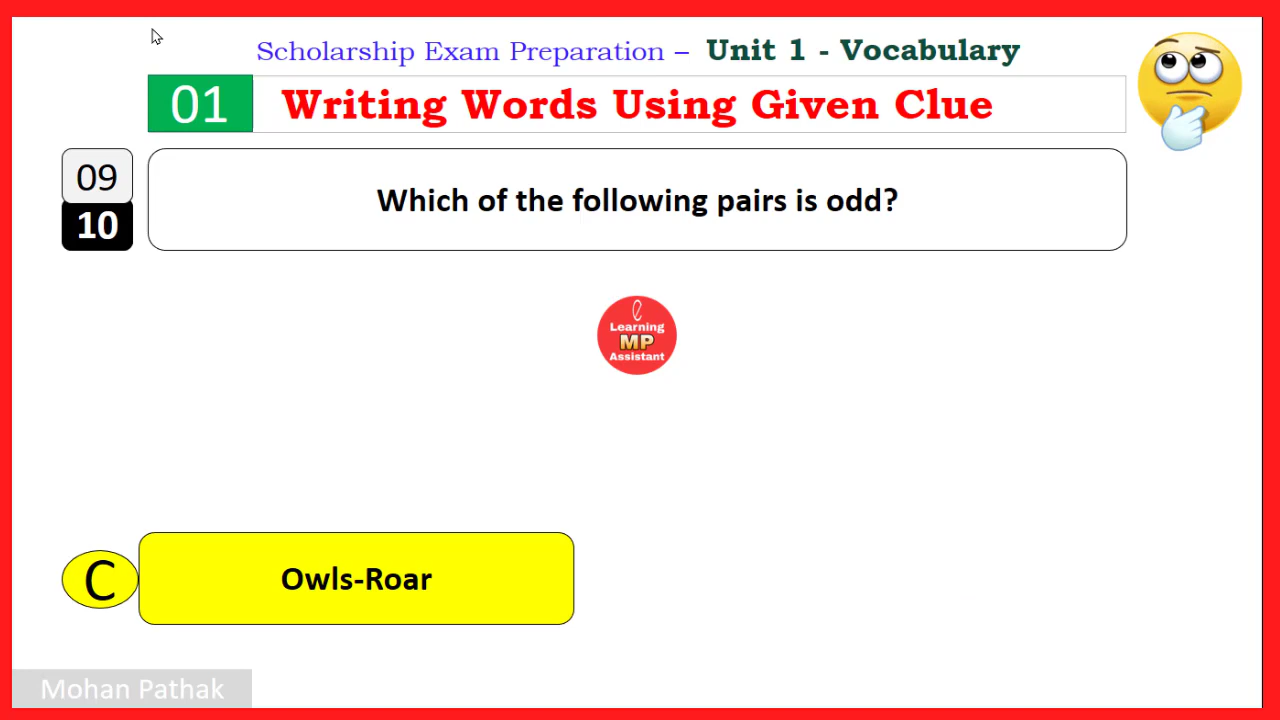 Scholarship Exam Preparation – Unit 1 - Vocabulary
01 Writing Words Using Given Clue
09
10
Which of the following pairs is odd?
e
Learning
MP
Assistant
C Owls-Roar
Mohan Pathak